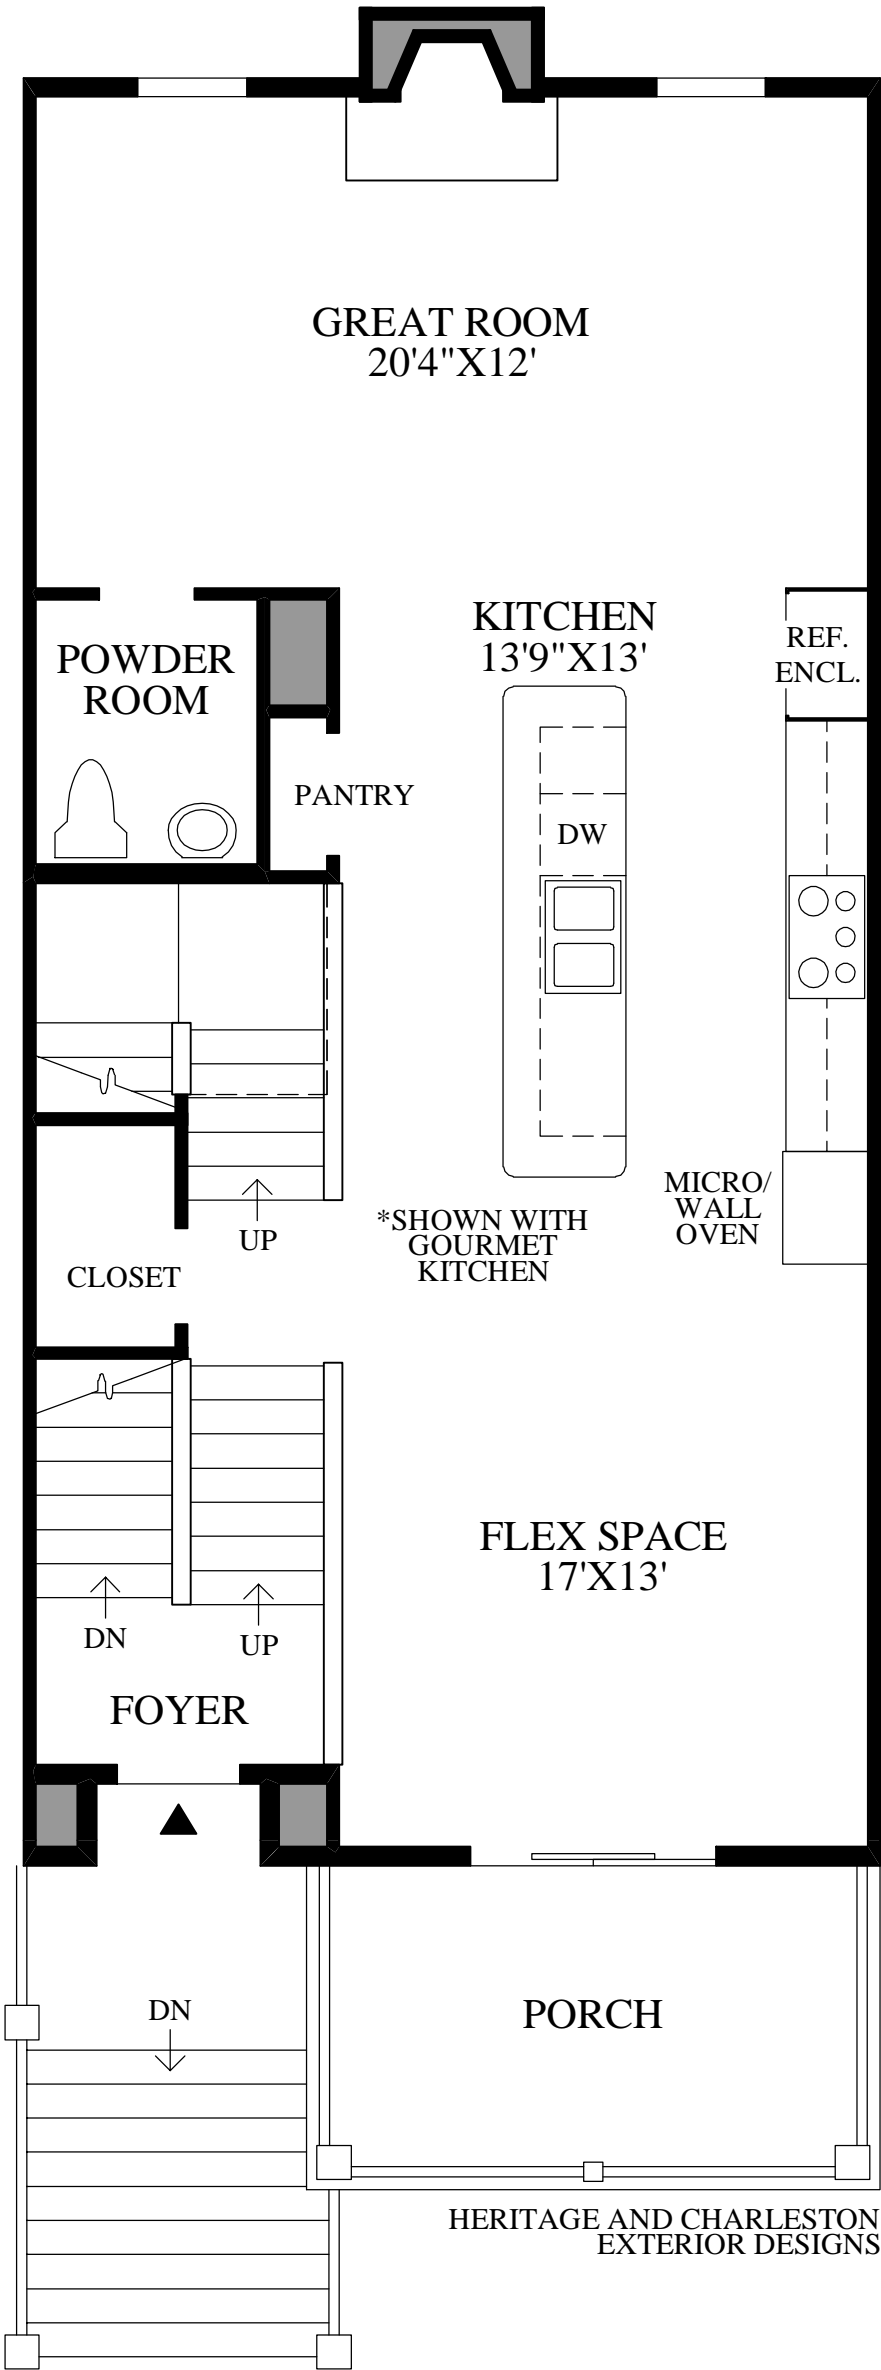 GREAT ROOM
20'4"X12'
KITCHEN
13'9"X13'
REF.
ENCL.
POWDER
ROOM
PANTRY
DW
MICRO/
WALL
OVEN
*SHOWN WITH
GOURMET
KITCHEN
UP
CLOSET
FLEX SPACE
17'X13'
DN
UP
FOYER
DN
PORCH
HERITAGE AND CHARLESTON
EXTERIOR DESIGNS